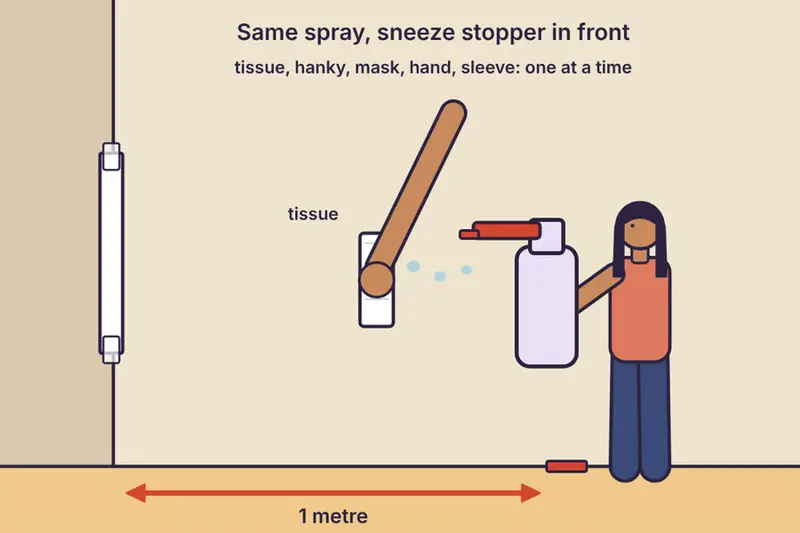 Same spray, sneeze stopper in front
tissue, hanky, mask, hand, sleeve: one at a time
tissue
1 metre